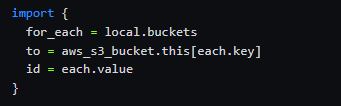 import {
  for_each = local.buckets
  to = aws_s3_bucket.this[each.key]
  id = each.value
}